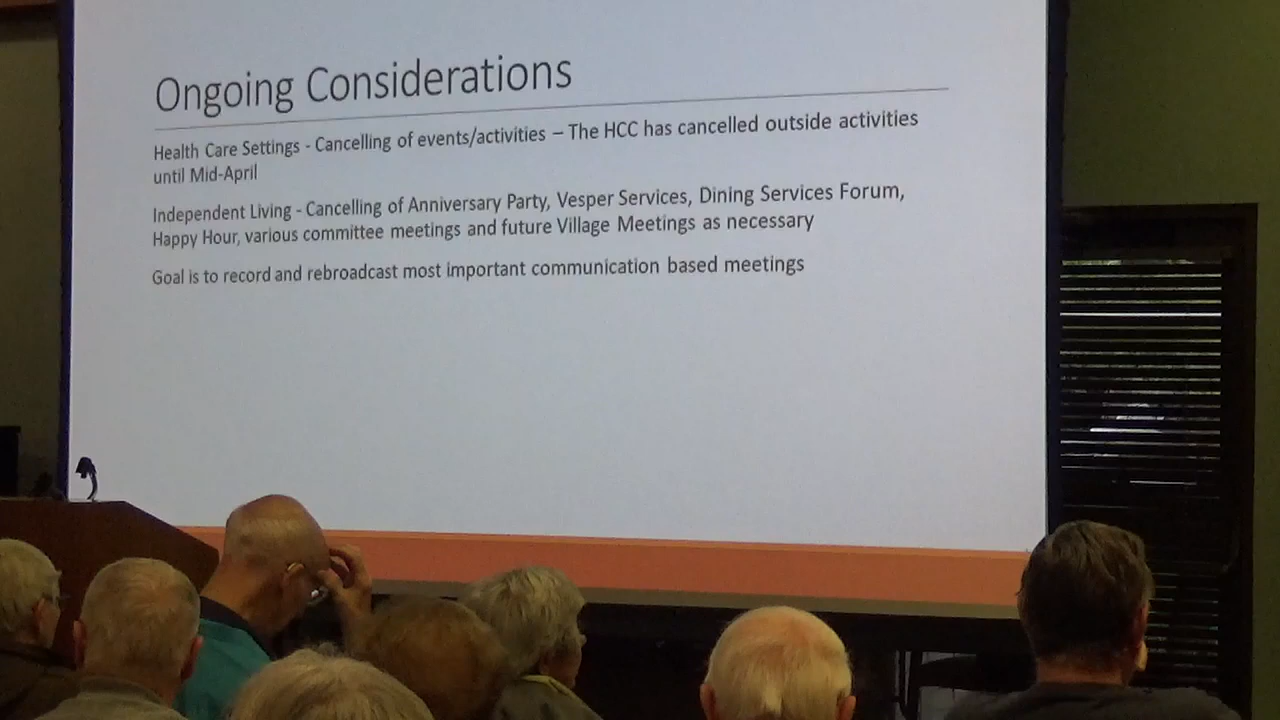 Ongoing Considerations
Health Care Settings - Cancelling of events/activities – The HCC has cancelled outside activities
until Mid-April
Independent Living - Cancelling of Anniversary Party, Vesper Services, Dining Services Forum,
Happy Hour, various committee meetings and future Village Meetings as necessary
Goal is to record and rebroadcast most important communication based meetings